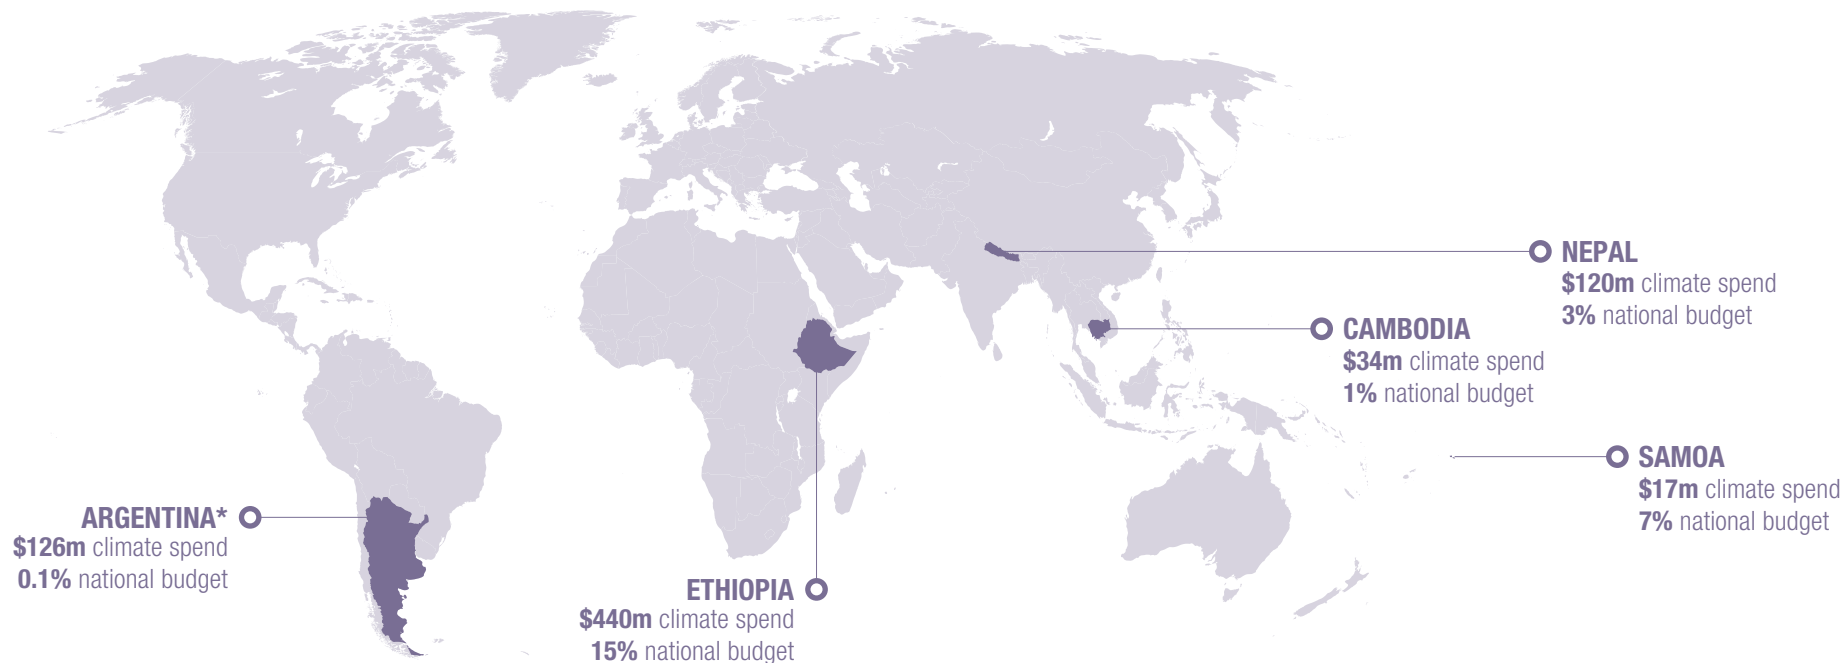 NEPAL
$120m climate spend
3% national budget
CAMBODIA
$34m climate spend
1% national budget
SAMOA
$17m climate spend
7% national budget
ARGENTINA*
$126m climate spend
0.1% national budget
ETHIOPIA
$440m climate spend
15% national budget